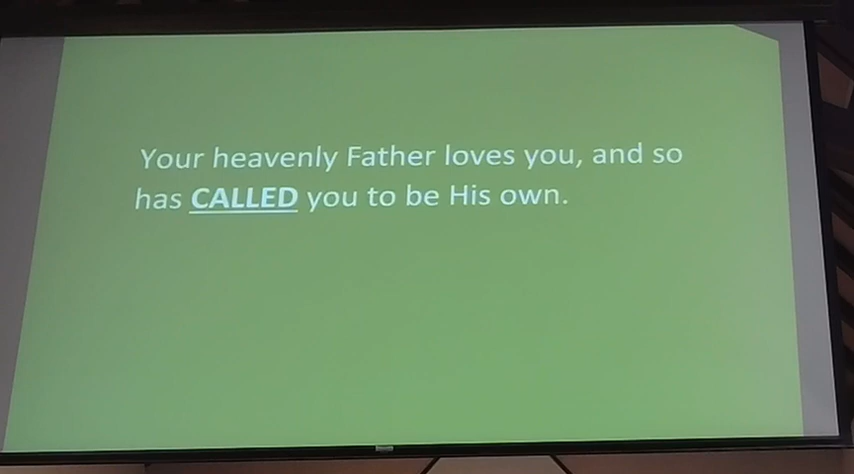 Your heavenly Father loves you, and so
has CALLED you to be His own.